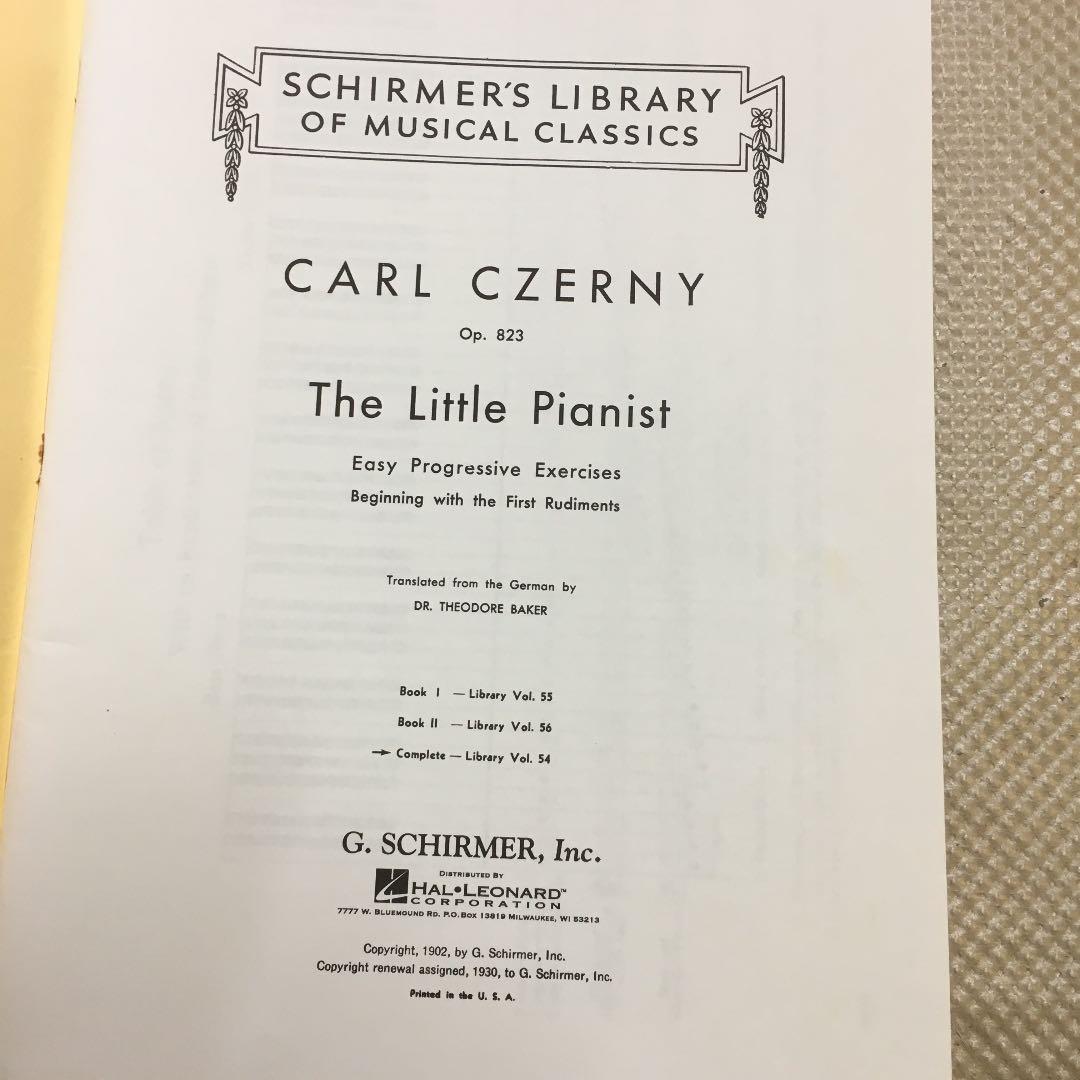 SCHIRMER'S LIBRARY
OF MUSICAL CLASSICS
CARL CZERNY
Op. 823
The Little Pianist
Easy Progressive Exercises
Beginning with the First Rudiments
Translated from the German by
DR. THEODORE BAKER
Book I — Library Vol. 55
Book II — Library Vol. 56
→ Complete — Library Vol. 54
G. SCHIRMER, Inc.
DISTRIBUTED BY
HAL•LEONARD™
CORPORATION
7777 W. BLUEMOUND RD. P.O. BOX 13819 MILWAUKEE, WI 53213
Copyright, 1902, by G. Schirmer, Inc.
Copyright renewal assigned, 1930, to G. Schirmer, Inc.
Printed in the U. S. A.